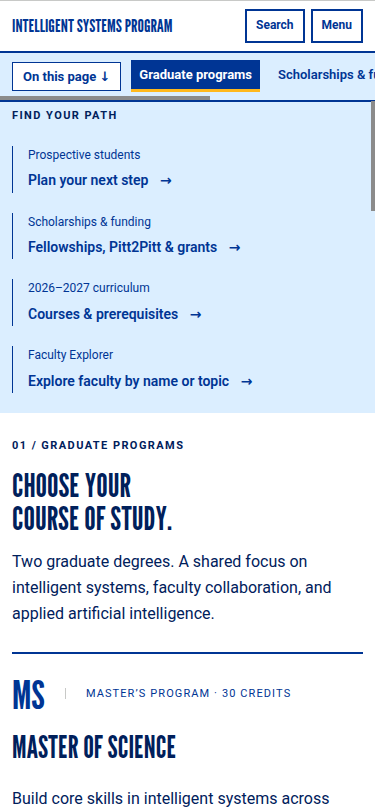 INTELLIGENT SYSTEMS PROGRAM
Search
Menu
On this page ↓
Graduate programs
Scholarships & fu
FIND YOUR PATH
Prospective students
Plan your next step →
Scholarships & funding
Fellowships, Pitt2Pitt & grants →
2026–2027 curriculum
Courses & prerequisites →
Faculty Explorer
Explore faculty by name or topic →
01 / GRADUATE PROGRAMS
CHOOSE YOUR
COURSE OF STUDY.
Two graduate degrees. A shared focus on
intelligent systems, faculty collaboration, and
applied artificial intelligence.
MS
MASTER'S PROGRAM · 30 CREDITS
MASTER OF SCIENCE
Build core skills in intelligent systems across